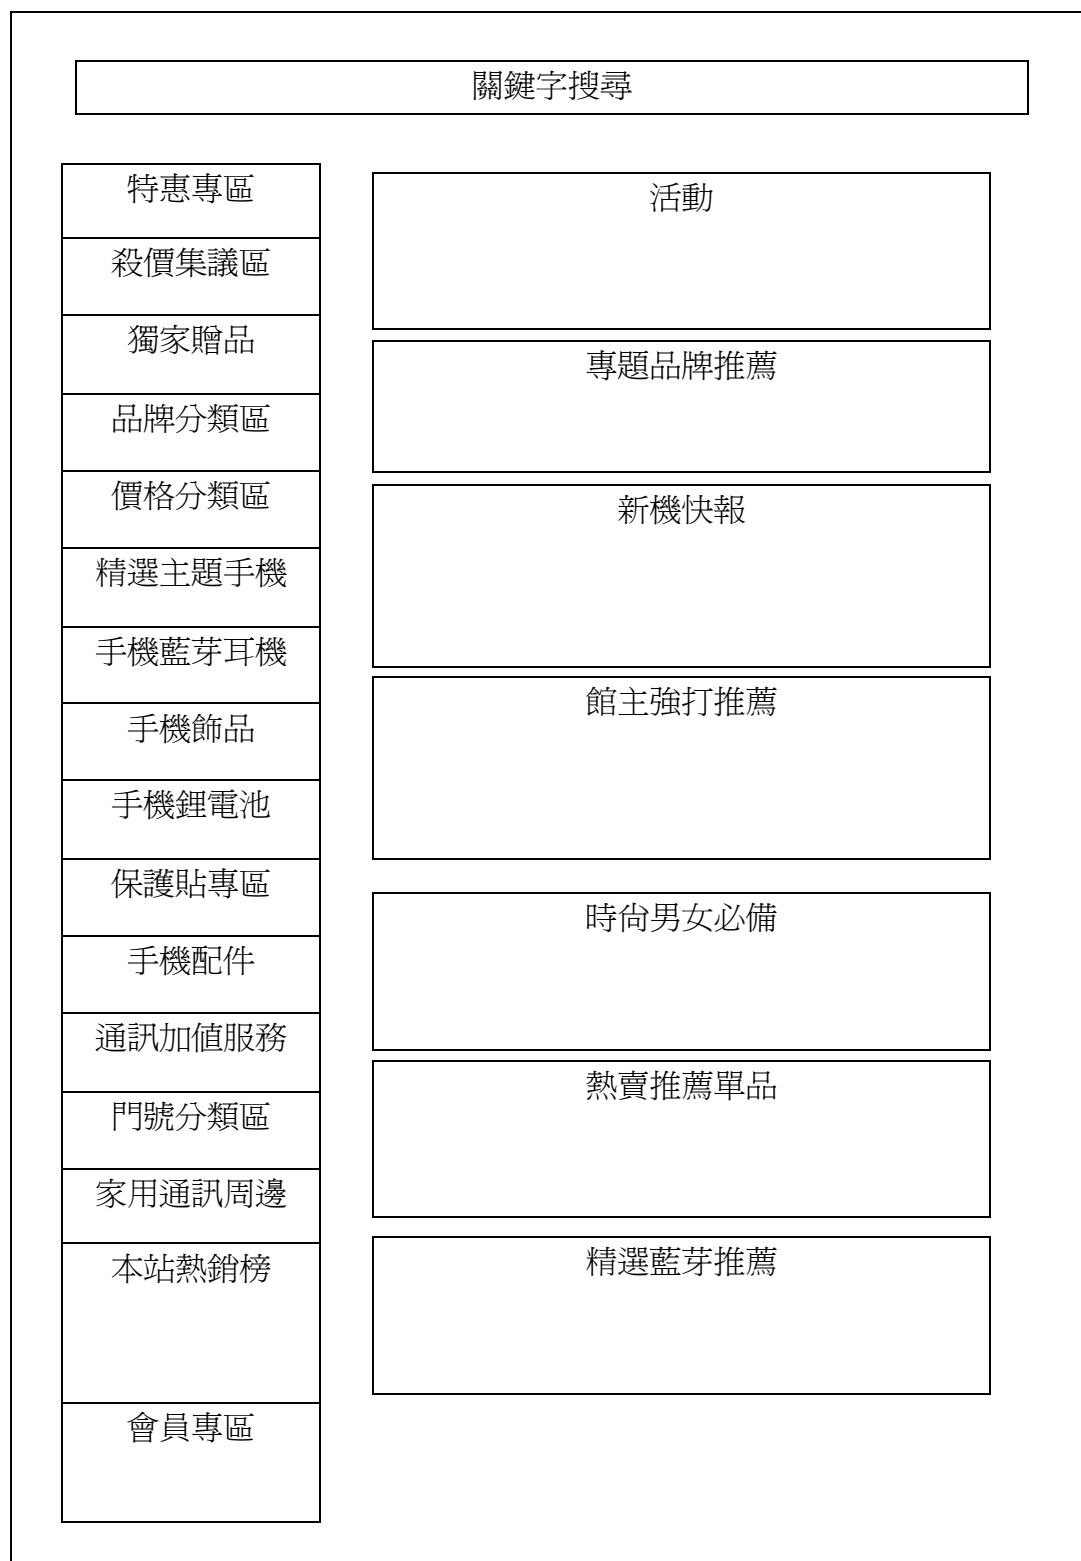 關鍵字搜尋
特惠專區
殺價集議區
獨家贈品
品牌分類區
價格分類區
精選主題手機
手機藍芽耳機
手機飾品
手機鋰電池
保護貼專區
手機配件
通訊加值服務
門號分類區
家用通訊周邊
本站熱銷榜
會員專區
活動
專題品牌推薦
新機快報
館主強打推薦
時尚男女必備
熱賣推薦單品
精選藍芽推薦